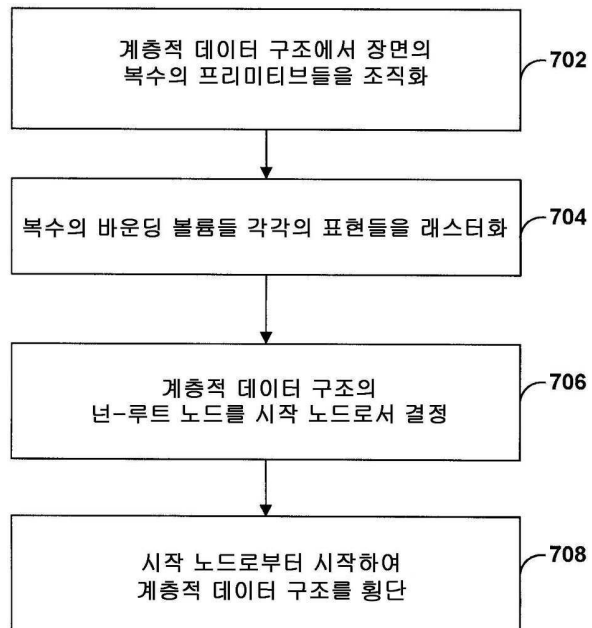 계층적 데이터 구조에서 장면의
복수의 프리미티브들을 조직화
702
복수의 바운딩 볼륨들 각각의 표현들을 래스터화
704
계층적 데이터 구조의
넌-루트 노드를 시작 노드로서 결정
706
시작 노드로부터 시작하여
계층적 데이터 구조를 횡단
708